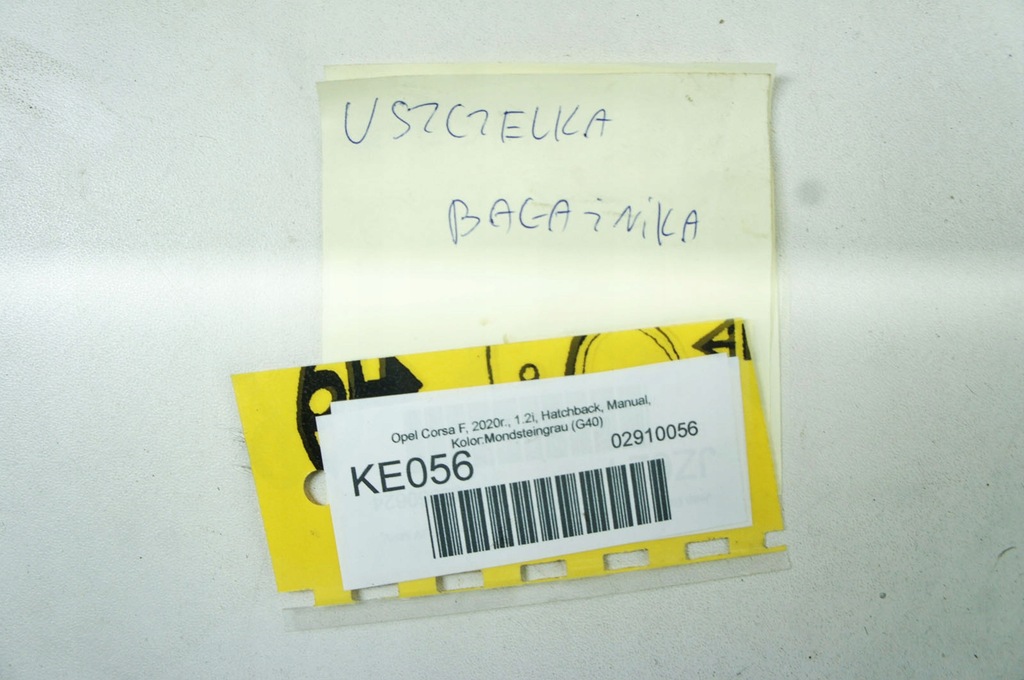 USZCZELKA
BAGAżNiKA
Opel Corsa F, 2020r., 1.2i, Hatchback, Manual,
Kolor:Mondsteingrau (G40)
KE056
02910056